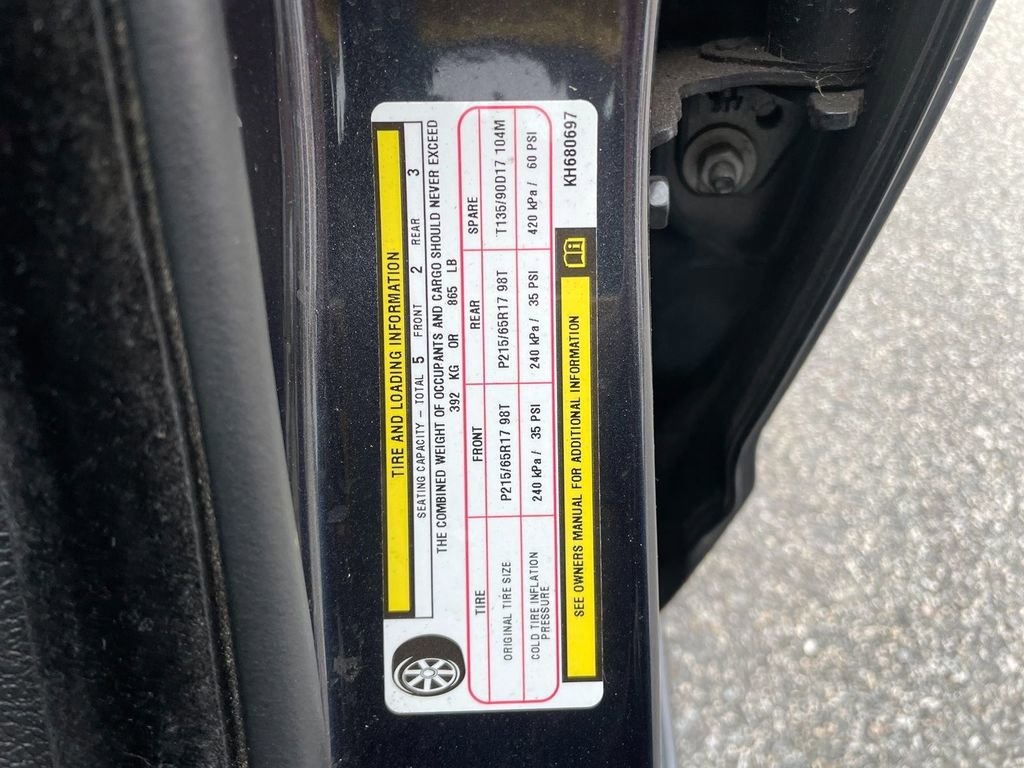 TIRE AND LOADING INFORMATION
SEATING CAPACITY – TOTAL 5 FRONT 2 REAR 3
THE COMBINED WEIGHT OF OCCUPANTS AND CARGO SHOULD NEVER EXCEED
392 KG OR 865 LB
TIRE FRONT REAR SPARE
ORIGINAL TIRE SIZE P215/65R17 98T P215/65R17 98T T135/90D17 104M
COLD TIRE INFLATION
PRESSURE 240 kPa / 35 PSI 240 kPa / 35 PSI 420 kPa / 60 PSI
SEE OWNERS MANUAL FOR ADDITIONAL INFORMATION
KH680697